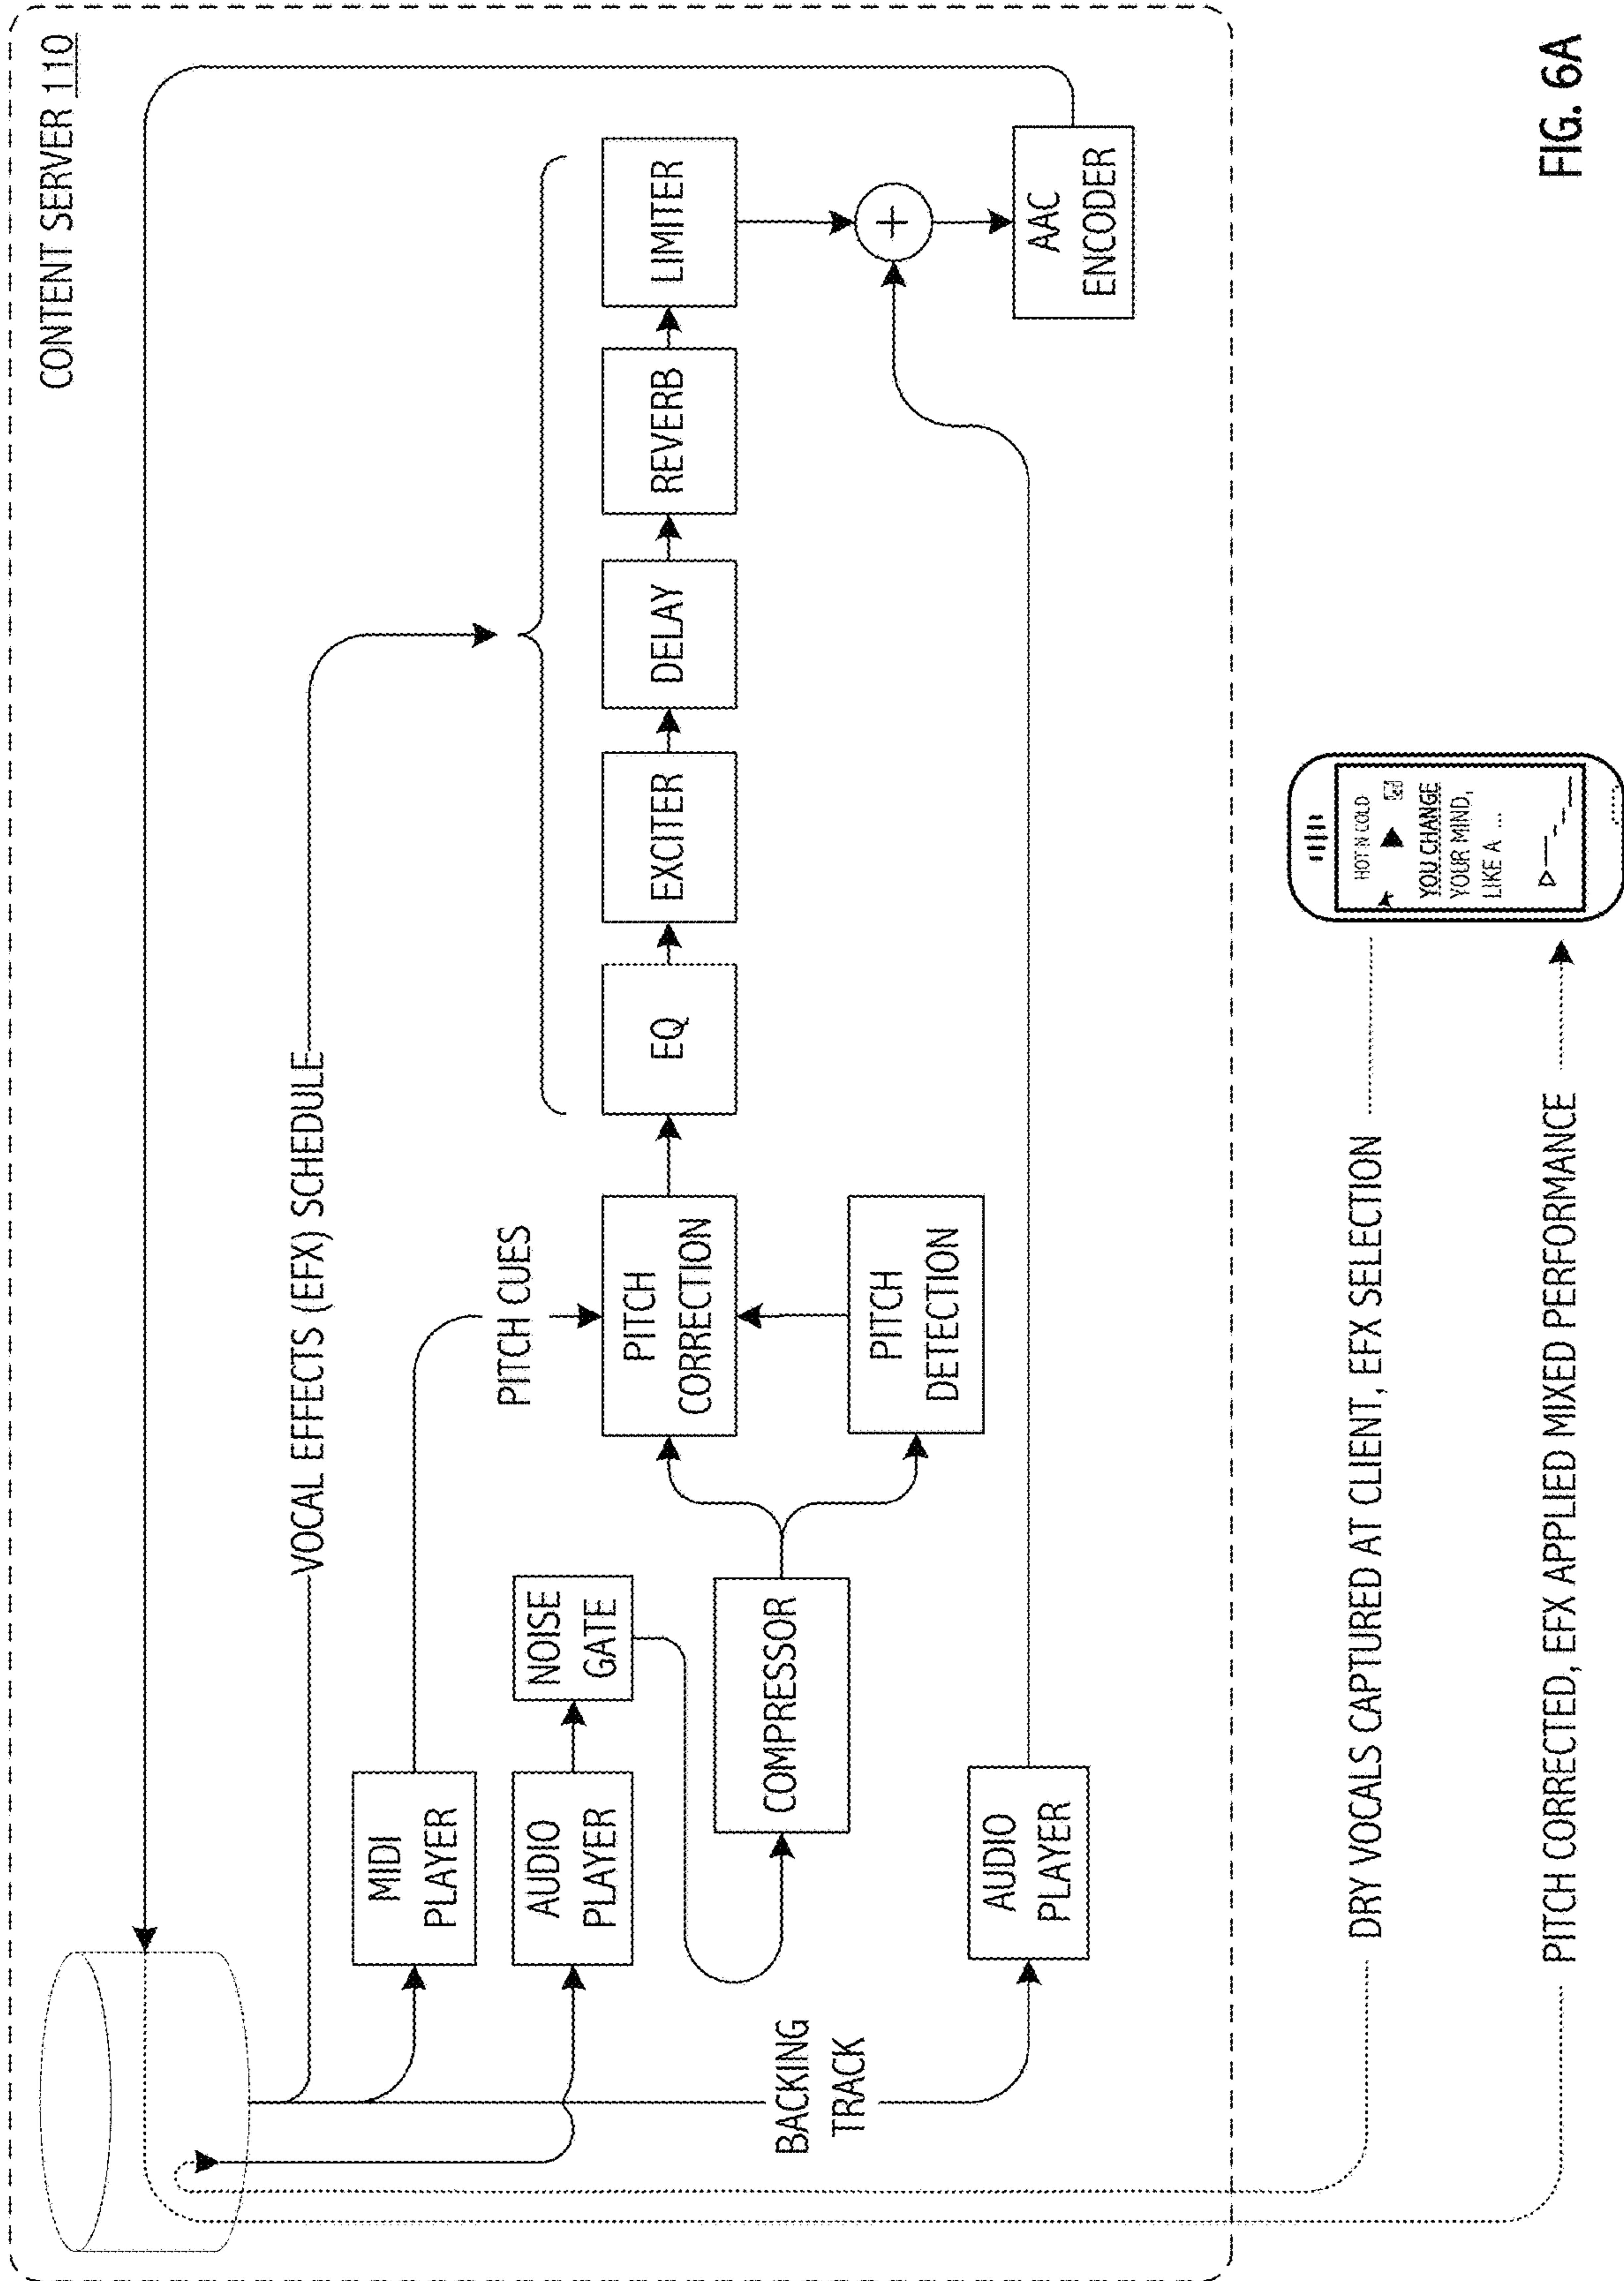 CONTENT SERVER 110
VOCAL EFFECTS (EFX) SCHEDULE
MIDI
PLAYER
PITCH CUES
AUDIO
PLAYER
NOISE
GATE
COMPRESSOR
PITCH
CORRECTION
PITCH
DETECTION
EQ
EXCITER
DELAY
REVERB
LIMITER
+
BACKING
TRACK
AUDIO
PLAYER
AAC
ENCODER
DRY VOCALS CAPTURED AT CLIENT, EFX SELECTION
HOT N COLD
YOU CHANGE
YOUR MIND,
LIKE A ...
PITCH CORRECTED, EFX APPLIED MIXED PERFORMANCE
FIG. 6A